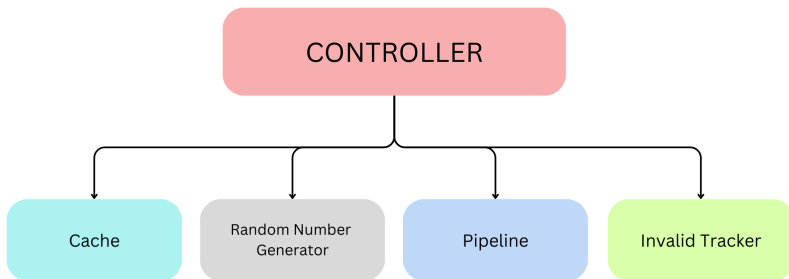 CONTROLLER
Cache
Random Number
Generator
Pipeline
Invalid Tracker